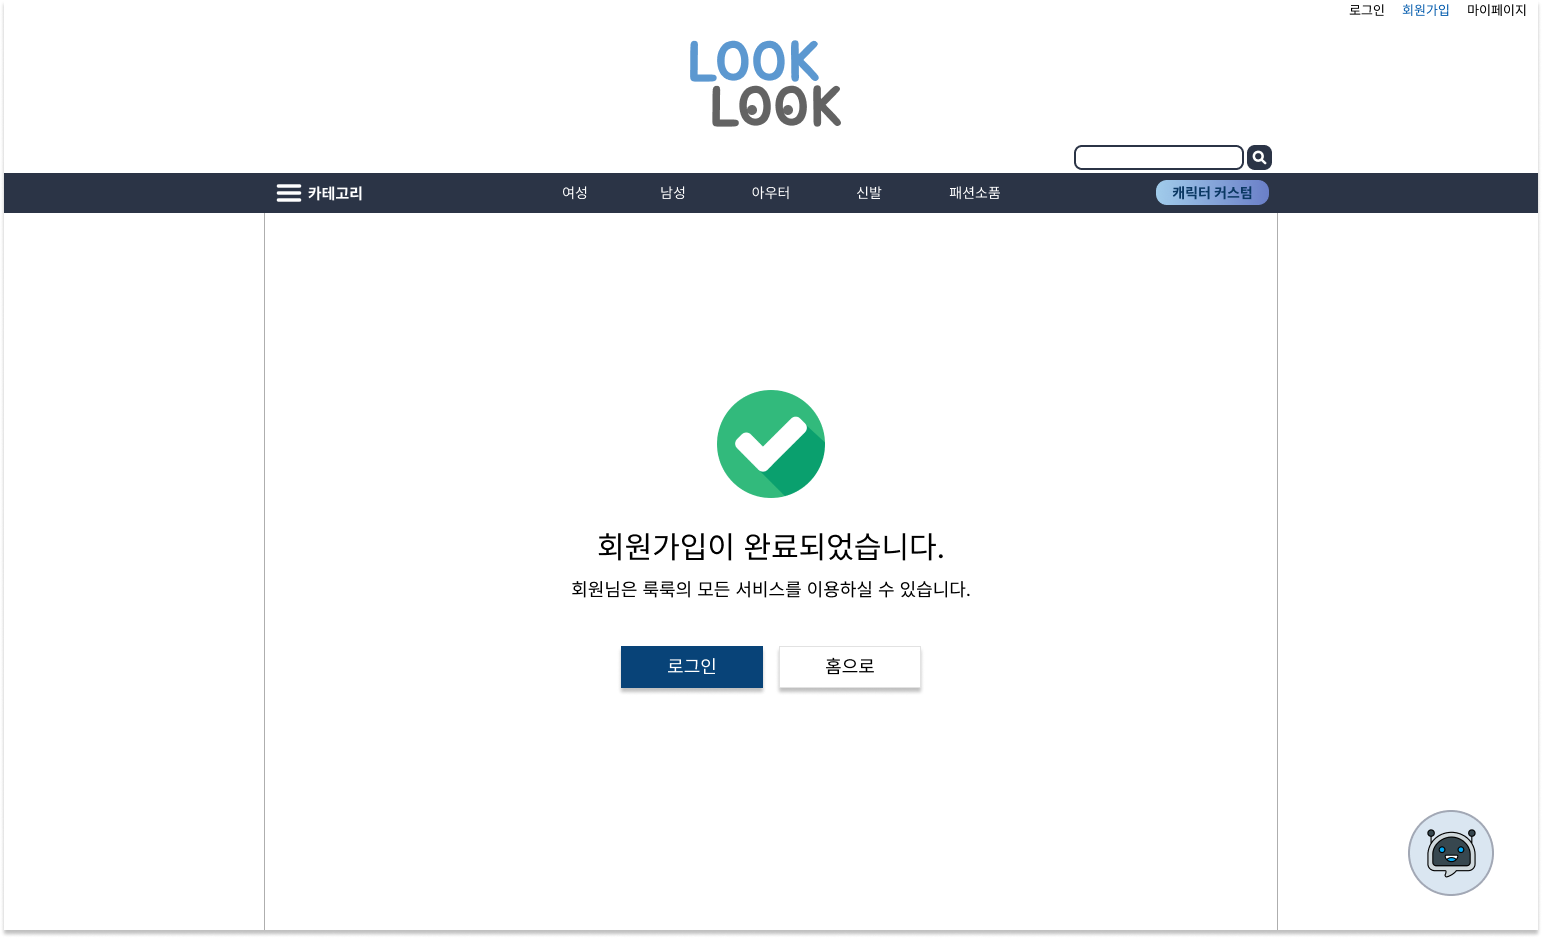 로그인 회원가입 마이페이지
LOOK
LOOK
카테고리 여성 남성 아우터 신발 패션소품 캐릭터 커스텀
회원가입이 완료되었습니다.
회원님은 룩룩의 모든 서비스를 이용하실 수 있습니다.
로그인 홈으로